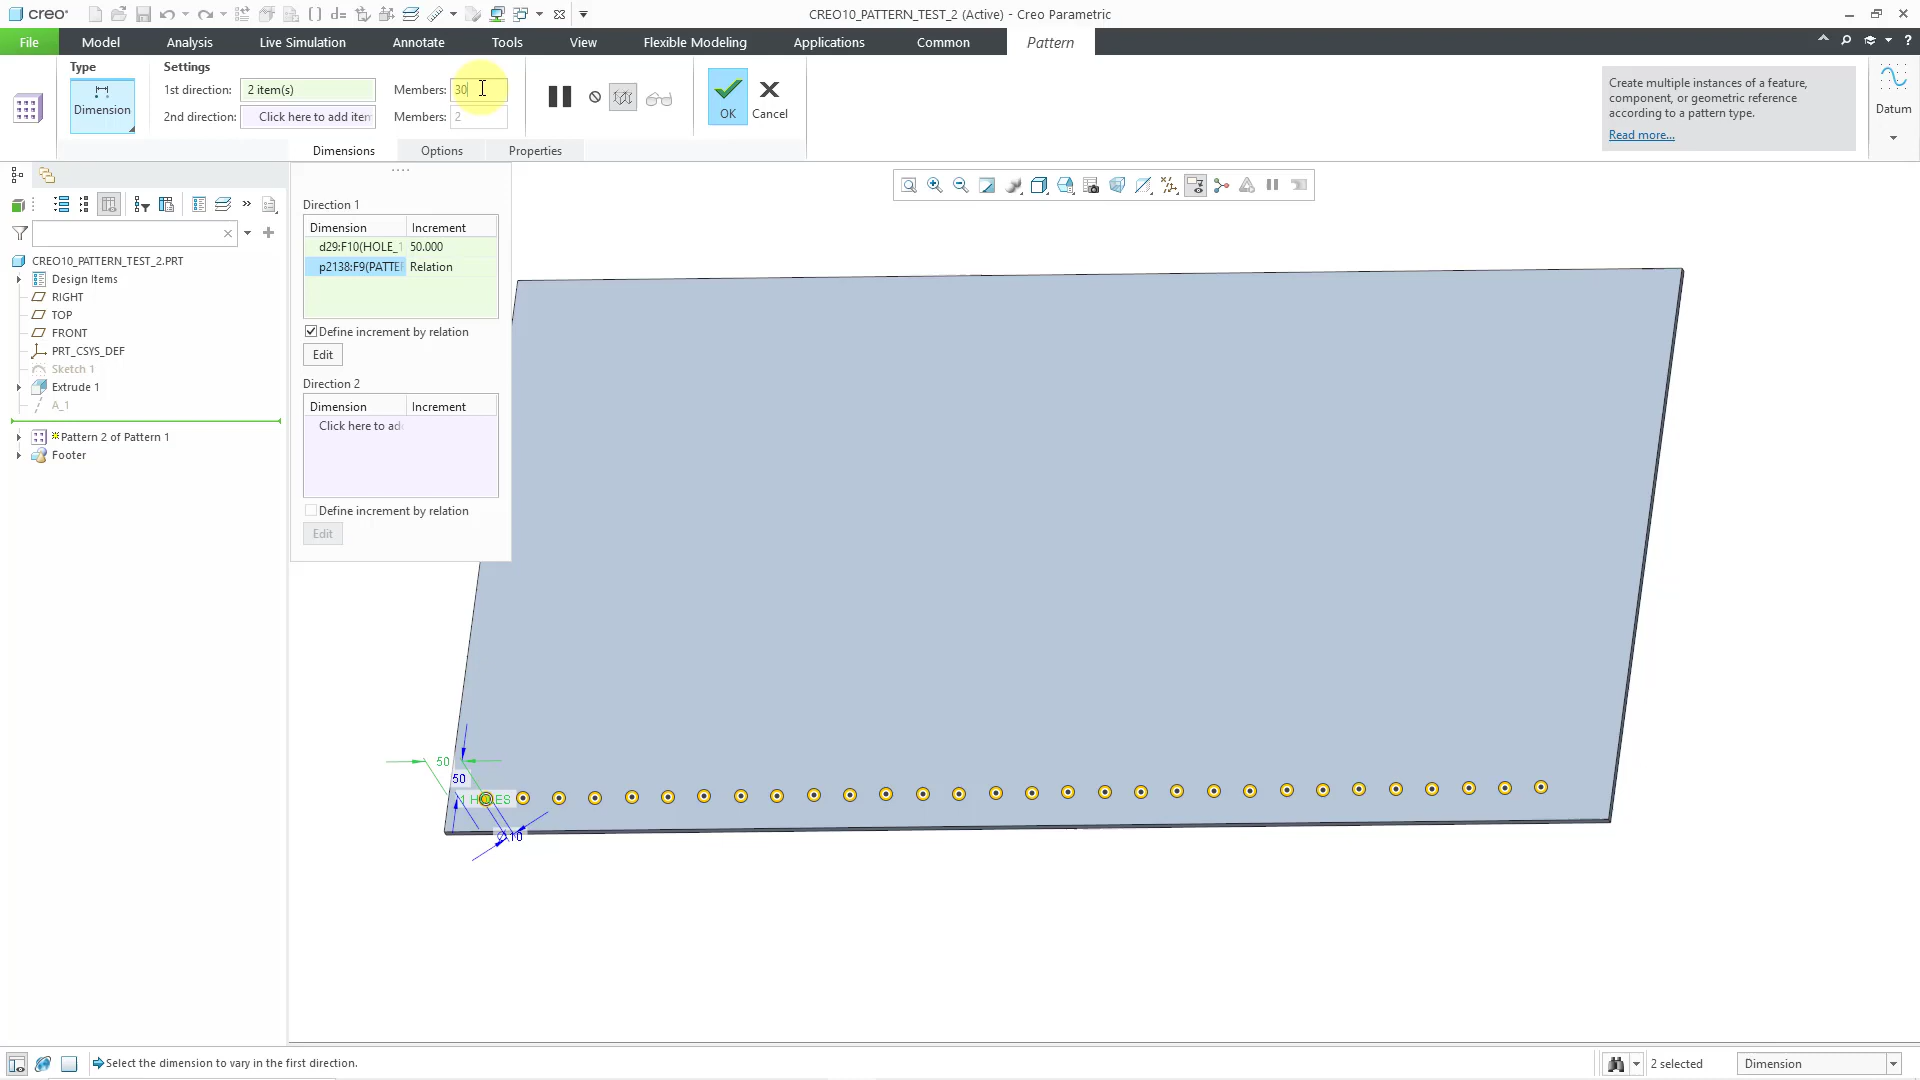 creo
CREO10_PATTERN_TEST_2 (Active) - Creo Parametric
File
Model
Analysis
Live Simulation
Annotate
Tools
View
Flexible Modeling
Applications
Common
Pattern
Type
Dimension
Settings
1st direction: 2 item(s) Members: 30
2nd direction: Click here to add item Members: 2
OK
Cancel
Create multiple instances of a feature,
component, or geometric reference
according to a pattern type.
Read more...
Datum
Dimensions
Options
Properties
Direction 1
Dimension Increment
d29:F10(HOLE_1 50.000
p2138:F9(PATTE Relation
Define increment by relation
Edit
Direction 2
Dimension Increment
Click here to add
Define increment by relation
Edit
CREO10_PATTERN_TEST_2.PRT
Design Items
RIGHT
TOP
FRONT
PRT_CSYS_DEF
Sketch 1
Extrude 1
A_1
Pattern 2 of Pattern 1
Footer
50
50
1 HOLES
Ø10
Select the dimension to vary in the first direction.
2 selected
Dimension